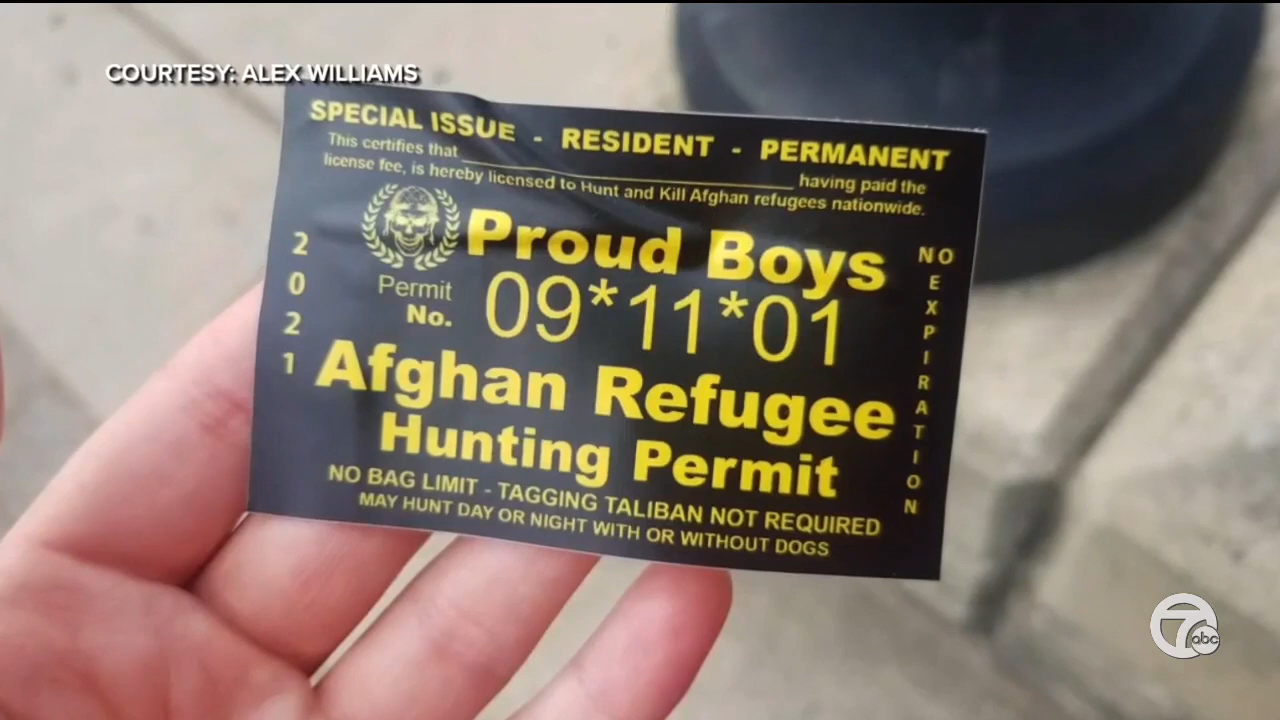 COURTESY: ALEX WILLIAMS
SPECIAL ISSUE - RESIDENT - PERMANENT
This certifies that ____________________ having paid the
license fee, is hereby licensed to Hunt and Kill Afghan refugees nationwide.
Proud Boys
Permit
No. 09*11*01
2021
NO EXPIRATION
Afghan Refugee
Hunting Permit
NO BAG LIMIT - TAGGING TALIBAN NOT REQUIRED
MAY HUNT DAY OR NIGHT WITH OR WITHOUT DOGS
7 abc